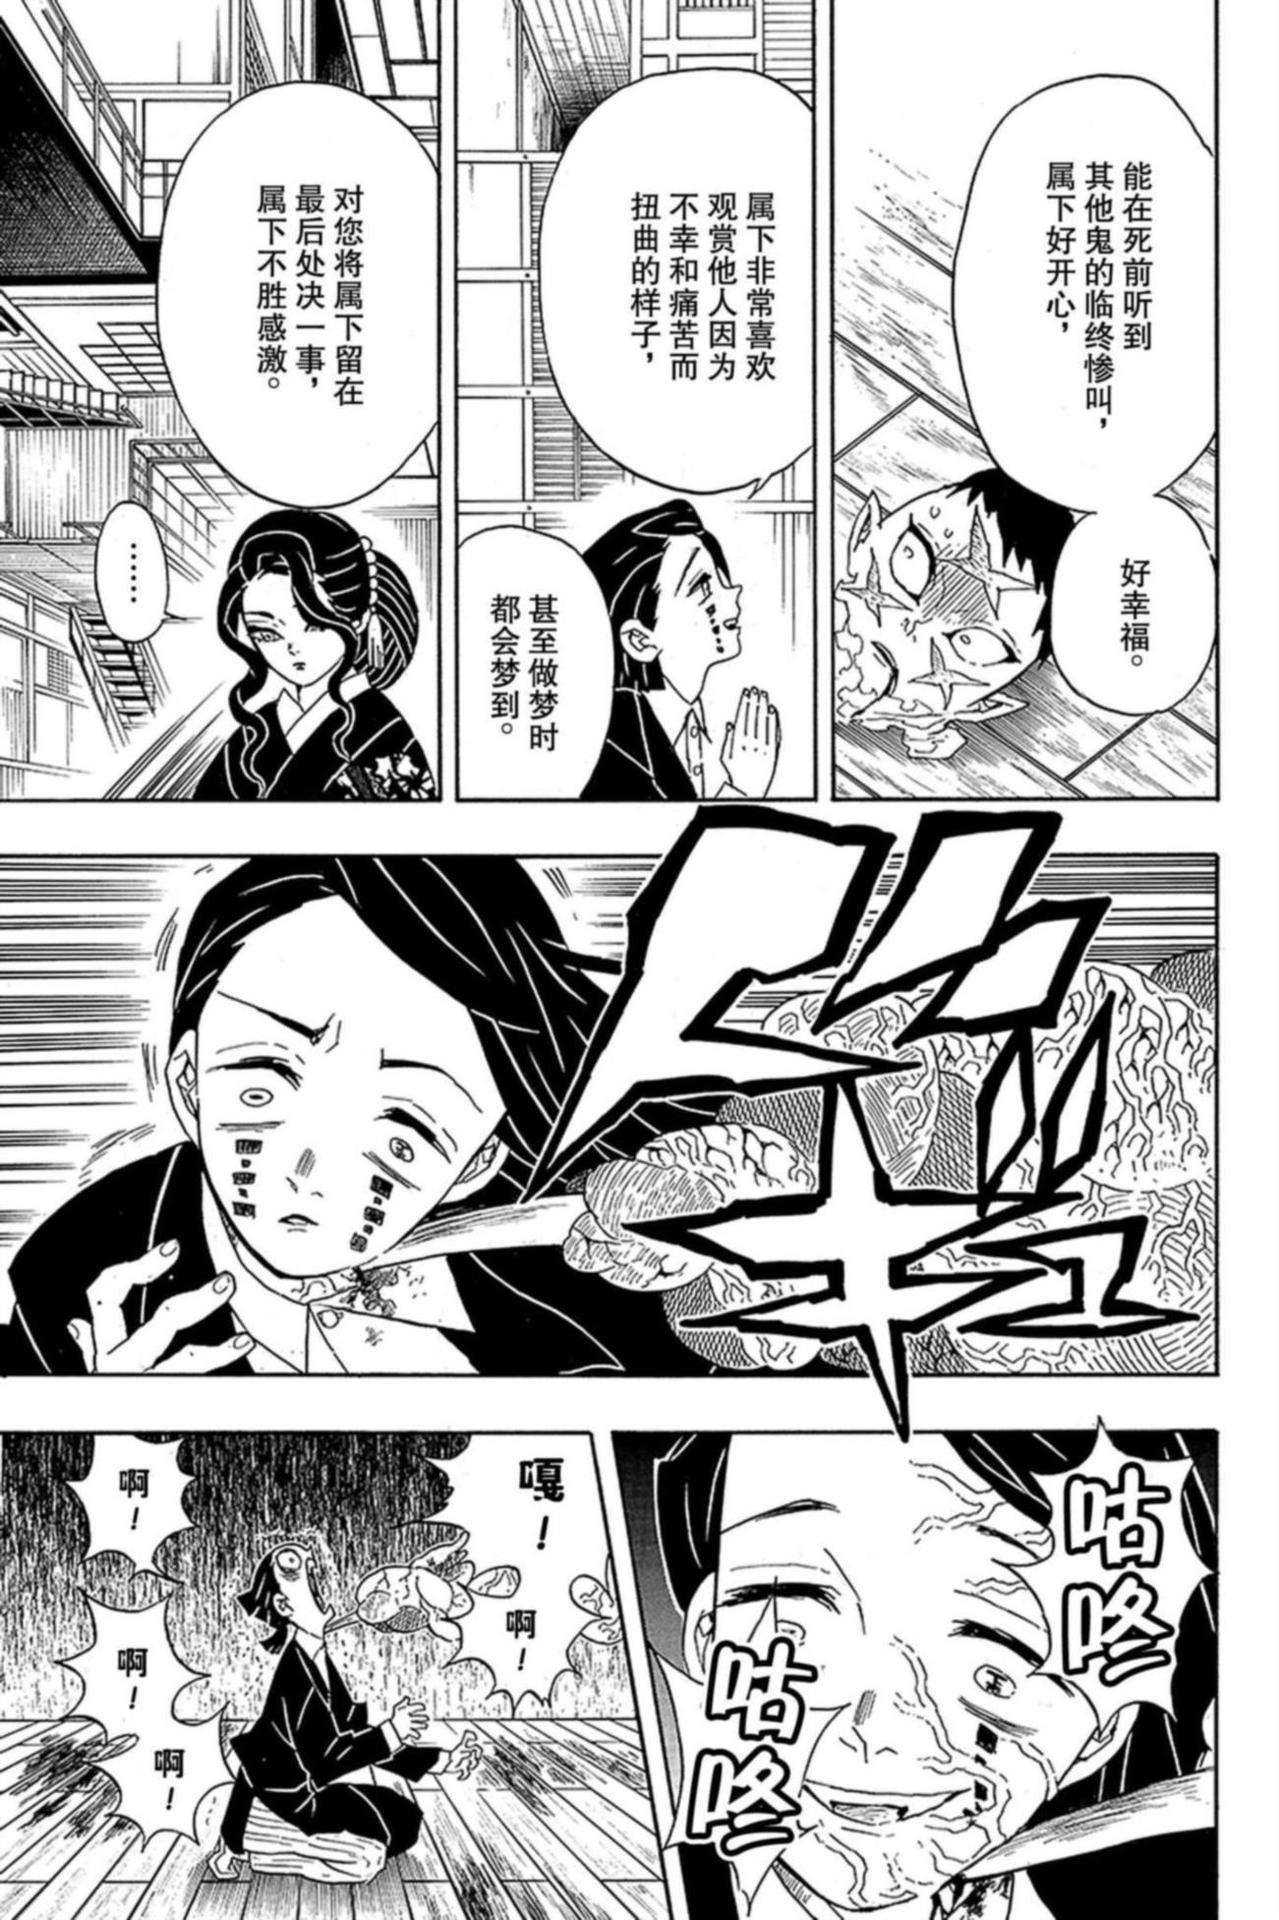 能在死前听到
其他鬼的临终惨叫，
属下好开心，
好幸福。
属下非常喜欢
观赏他人因为
不幸和痛苦而
扭曲的样子，
甚至做梦时
都会梦到。
对您将属下留在
最后处决一事，
属下不胜感激。
……
ドギュッ
咕咚
咕咚
嘎！
啊！
啊！
啊！
啊！